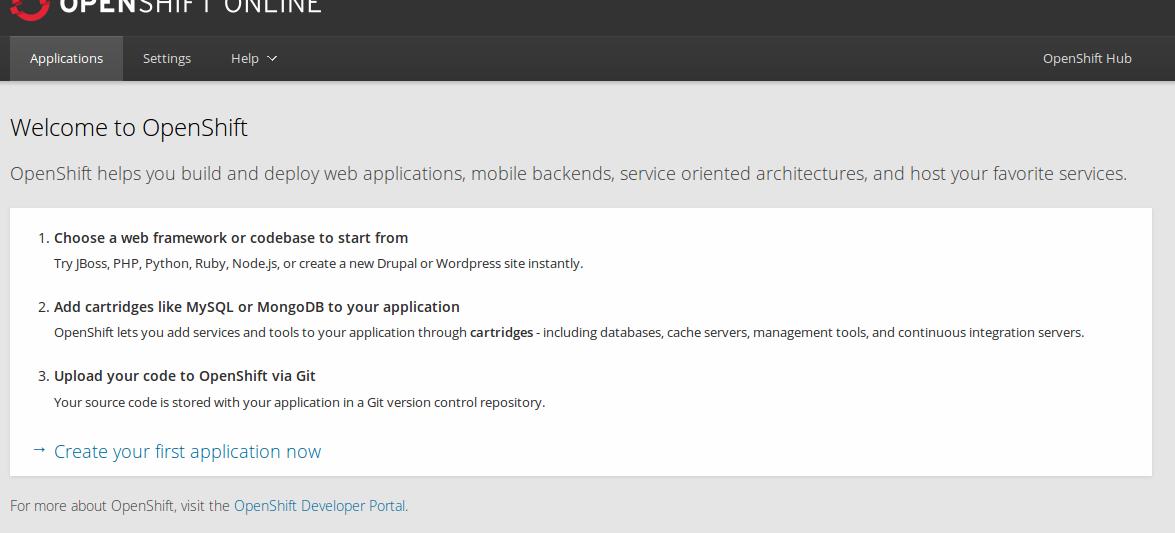 OPENSHIFT ONLINE
Applications Settings Help OpenShift Hub
Welcome to OpenShift
OpenShift helps you build and deploy web applications, mobile backends, service oriented architectures, and host your favorite services.
1. Choose a web framework or codebase to start from
Try JBoss, PHP, Python, Ruby, Node.js, or create a new Drupal or Wordpress site instantly.
2. Add cartridges like MySQL or MongoDB to your application
OpenShift lets you add services and tools to your application through cartridges - including databases, cache servers, management tools, and continuous integration servers.
3. Upload your code to OpenShift via Git
Your source code is stored with your application in a Git version control repository.
→ Create your first application now
For more about OpenShift, visit the OpenShift Developer Portal.